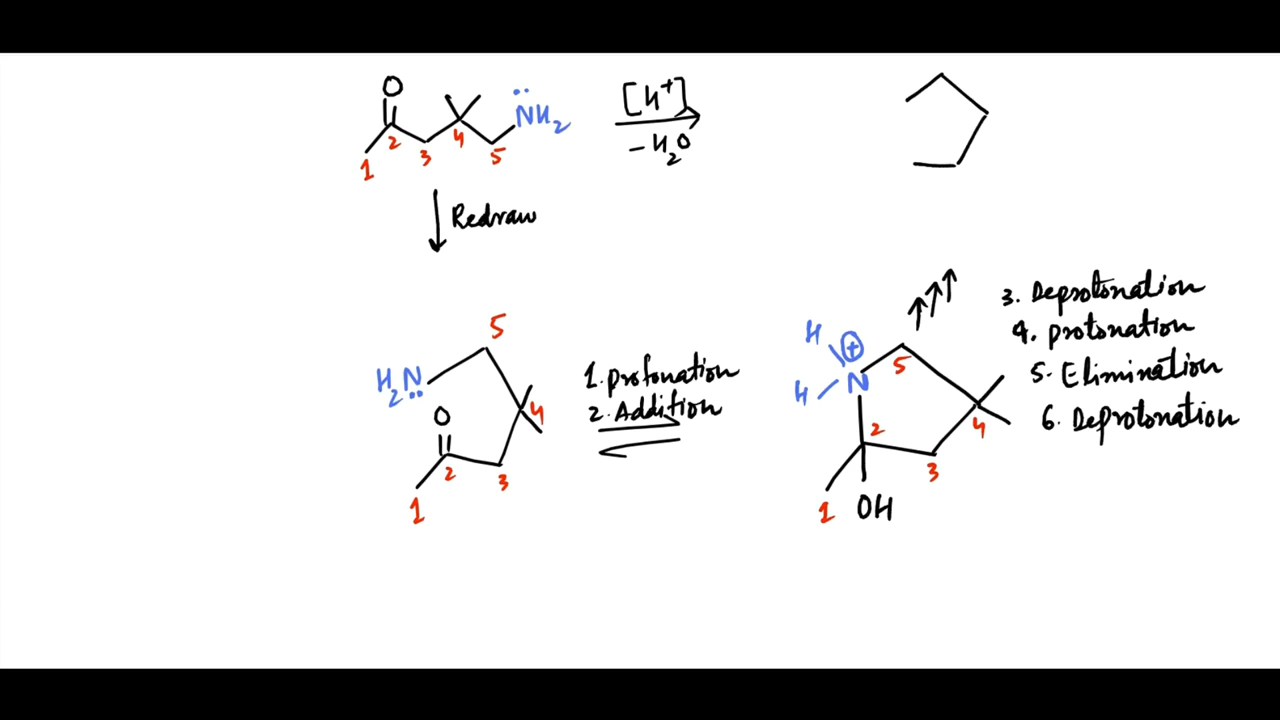 O
1
2
3
4
5
N̈H₂
[H⁺]
-H₂O
Redraw
H₂N̈
O
1
2
3
4
5
1. Protonation
2. Addition
H
H
N
+
1
2
3
4
5
OH
3. Deprotonation
4. protonation
5. Elimination
6. Deprotonation